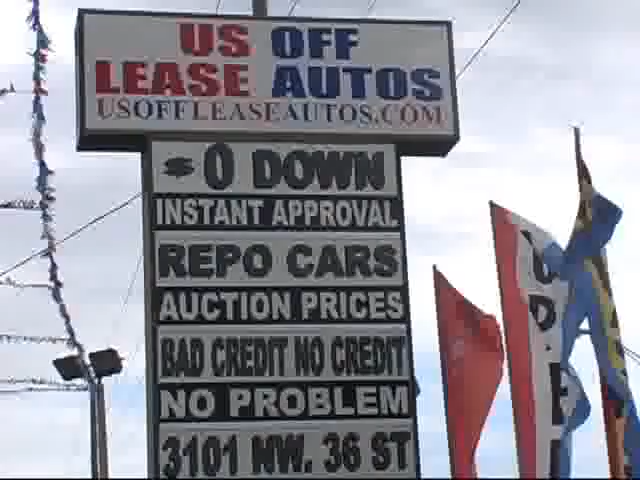 US OFF
LEASE AUTOS
USOFFLEASEAUTOS.COM
$0 DOWN
INSTANT APPROVAL
REPO CARS
AUCTION PRICES
BAD CREDIT NO CREDIT
NO PROBLEM
3101 NW. 36 ST